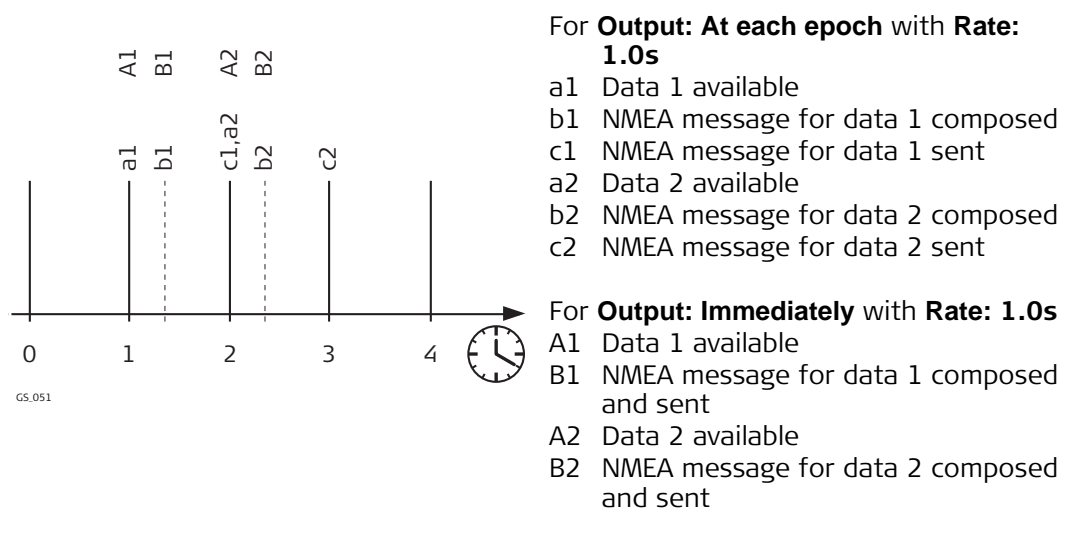 A1
B1
A2
B2
a1
b1
c1,a2
b2
c2
0
1
2
3
4
GS_051
For Output: At each epoch with Rate:
1.0s
a1 Data 1 available
b1 NMEA message for data 1 composed
c1 NMEA message for data 1 sent
a2 Data 2 available
b2 NMEA message for data 2 composed
c2 NMEA message for data 2 sent
For Output: Immediately with Rate: 1.0s
A1 Data 1 available
B1 NMEA message for data 1 composed
and sent
A2 Data 2 available
B2 NMEA message for data 2 composed
and sent